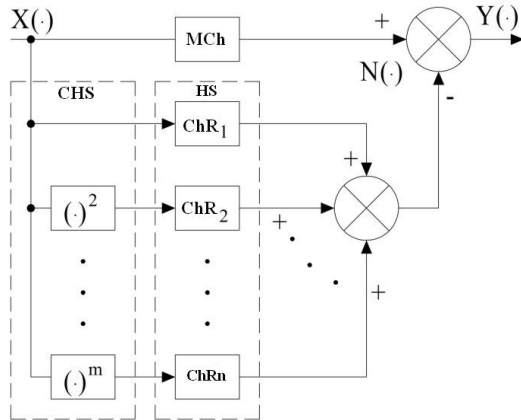 X(·)
MCh
+
Y(·)
N(·)
-
CHS
HS
ChR₁
+
(·)²
ChR₂
+
+
(·)ᵐ
ChRn